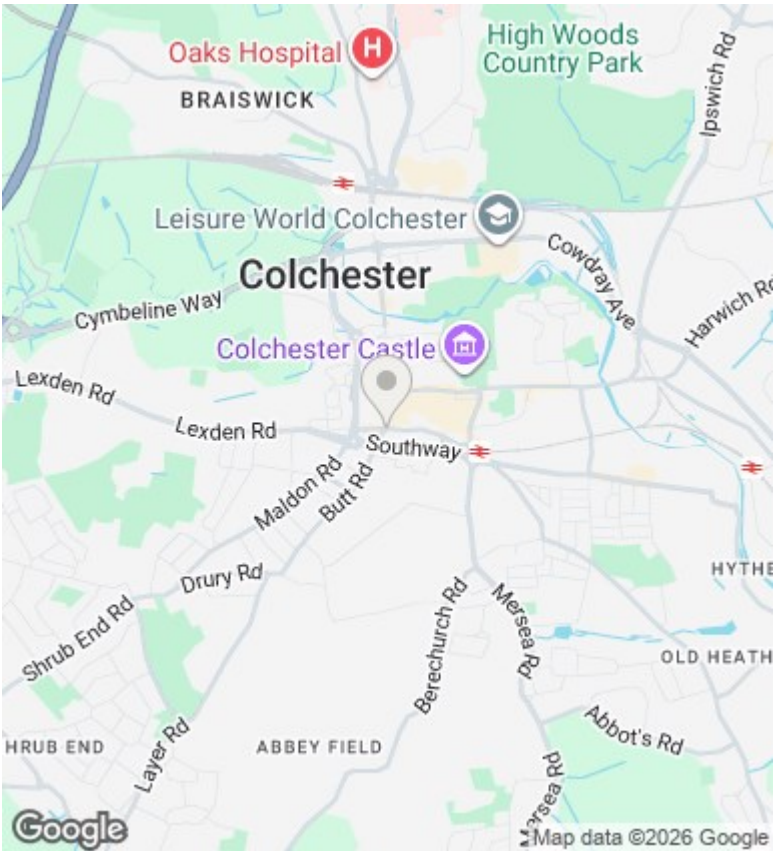 Oaks Hospital
H
High Woods
Country Park
Ipswich Rd
BRAISWICK
Leisure World Colchester
Cowdray Ave
Colchester
Cymbeline Way
Harwich Rd
Colchester Castle
Lexden Rd
Lexden Rd
Southway
Maldon Rd
Butt Rd
Drury Rd
HYTHE
Berechurch Rd
Mersea Rd
Shrub End Rd
OLD HEATH
Layer Rd
Abbot's Rd
HRUB END
ABBEY FIELD
Mersea Rd
Google
Map data ©2026 Google